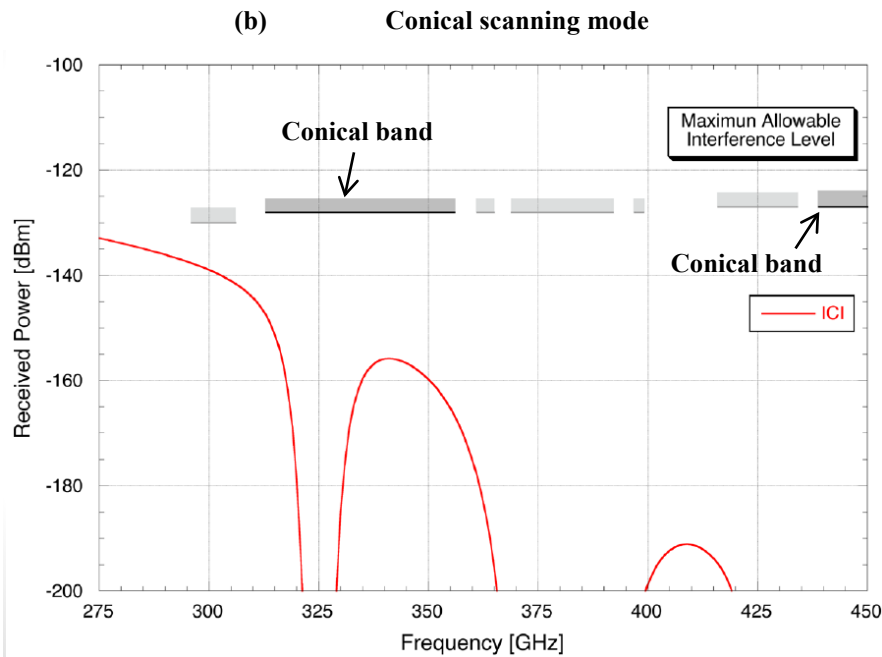 (b) Conical scanning mode
-100
Conical band
Maximun Allowable
Interference Level
-120
-140
Conical band
ICI
-160
-180
-200
Received Power [dBm]
275 300 325 350 375 400 425 450
Frequency [GHz]